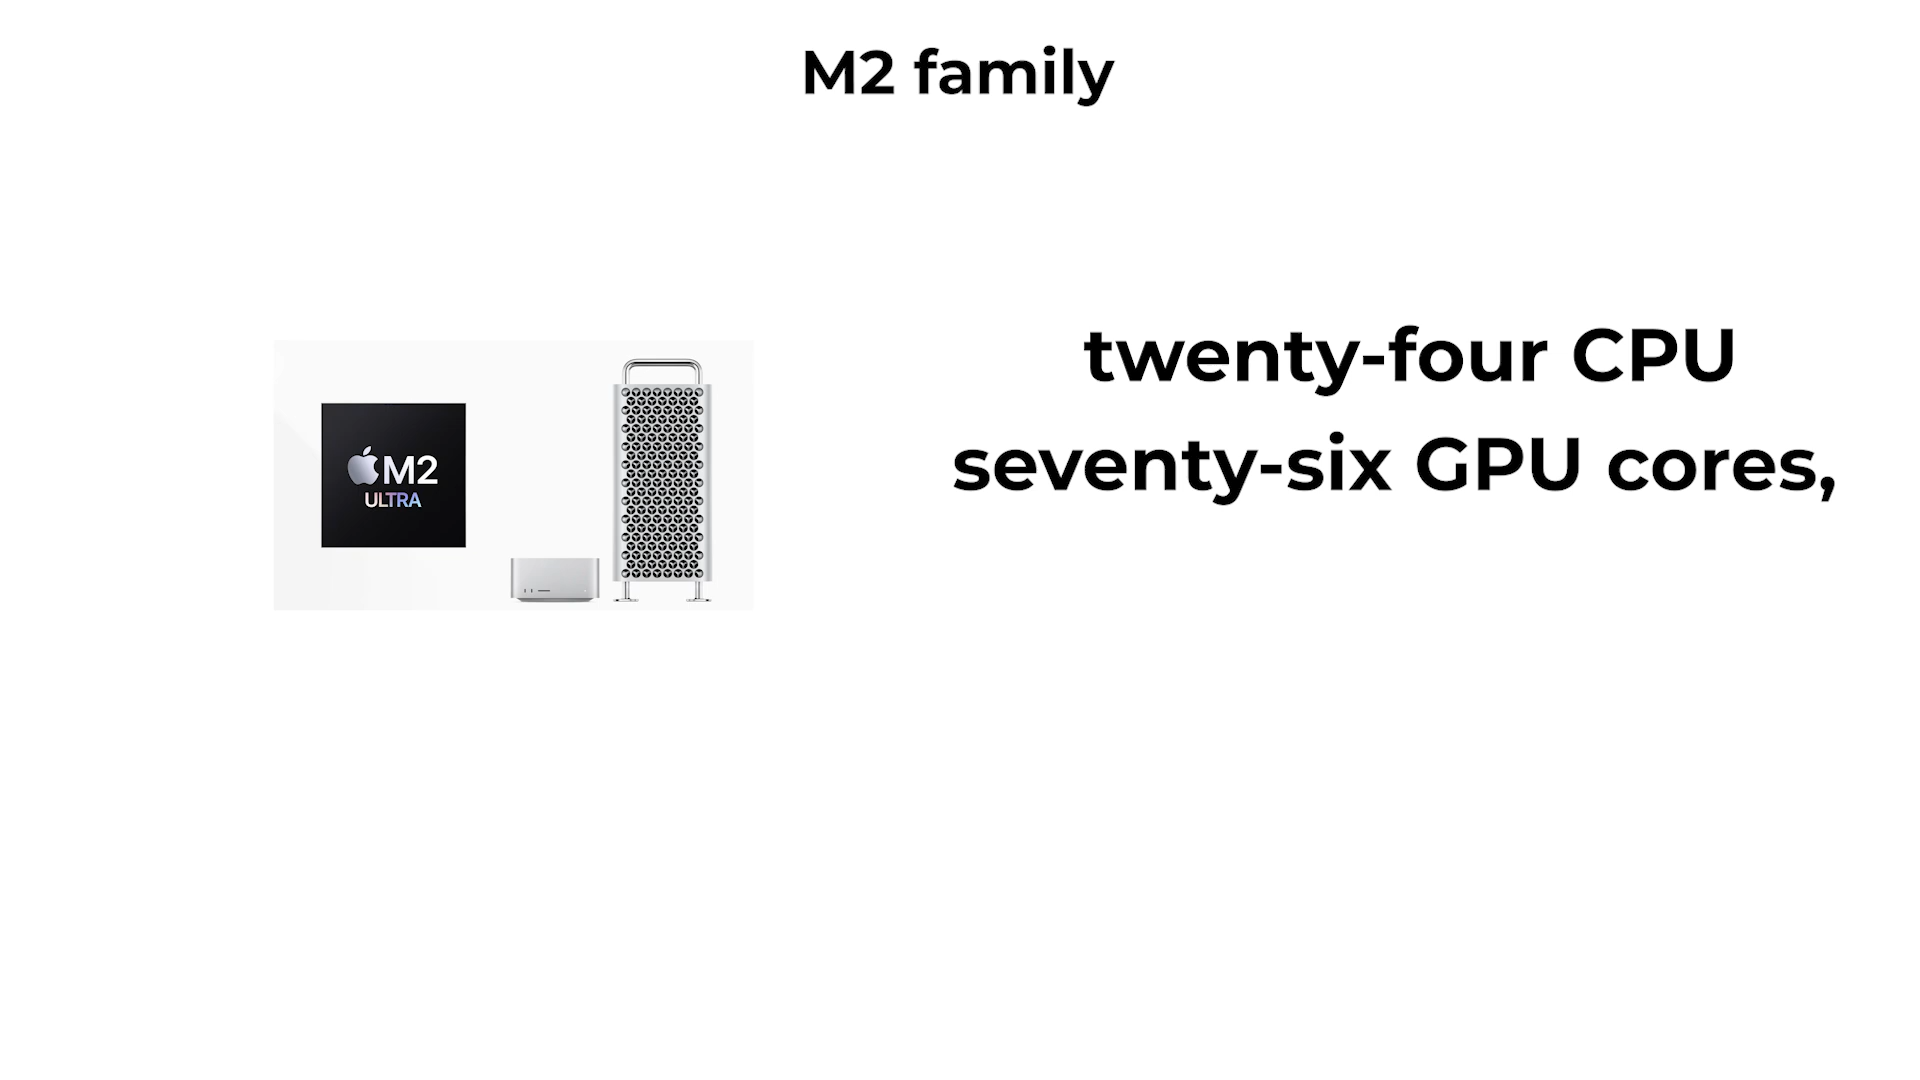 M2 family
M2
ULTRA
twenty-four CPU
seventy-six GPU cores,